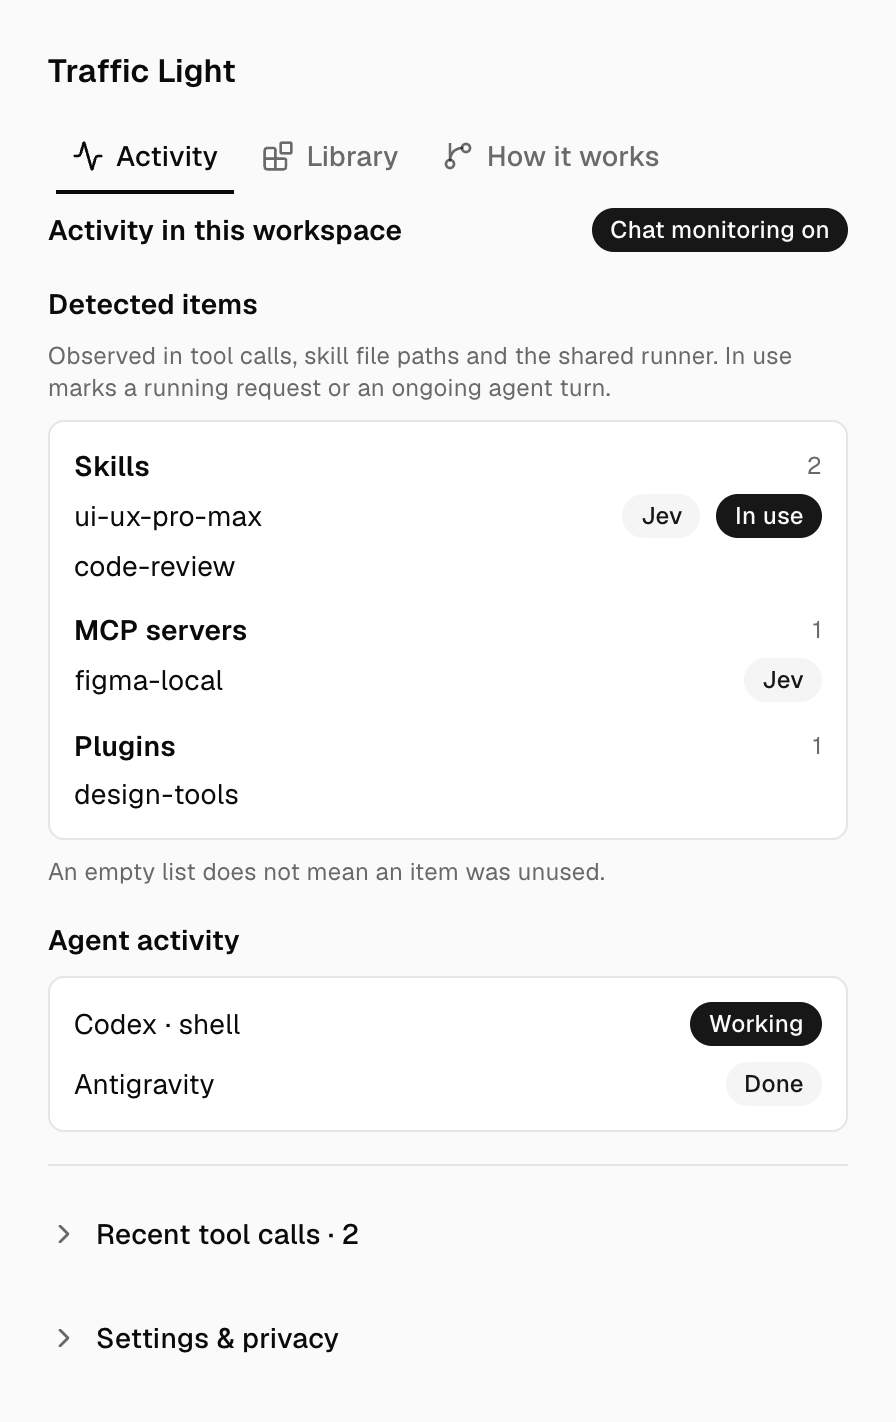 Traffic Light
Activity
Library
How it works
Activity in this workspace
Chat monitoring on
Detected items
Observed in tool calls, skill file paths and the shared runner. In use
marks a running request or an ongoing agent turn.
Skills
2
ui-ux-pro-max
Jev
In use
code-review
MCP servers
1
figma-local
Jev
Plugins
1
design-tools
An empty list does not mean an item was unused.
Agent activity
Codex · shell
Working
Antigravity
Done
Recent tool calls · 2
Settings & privacy